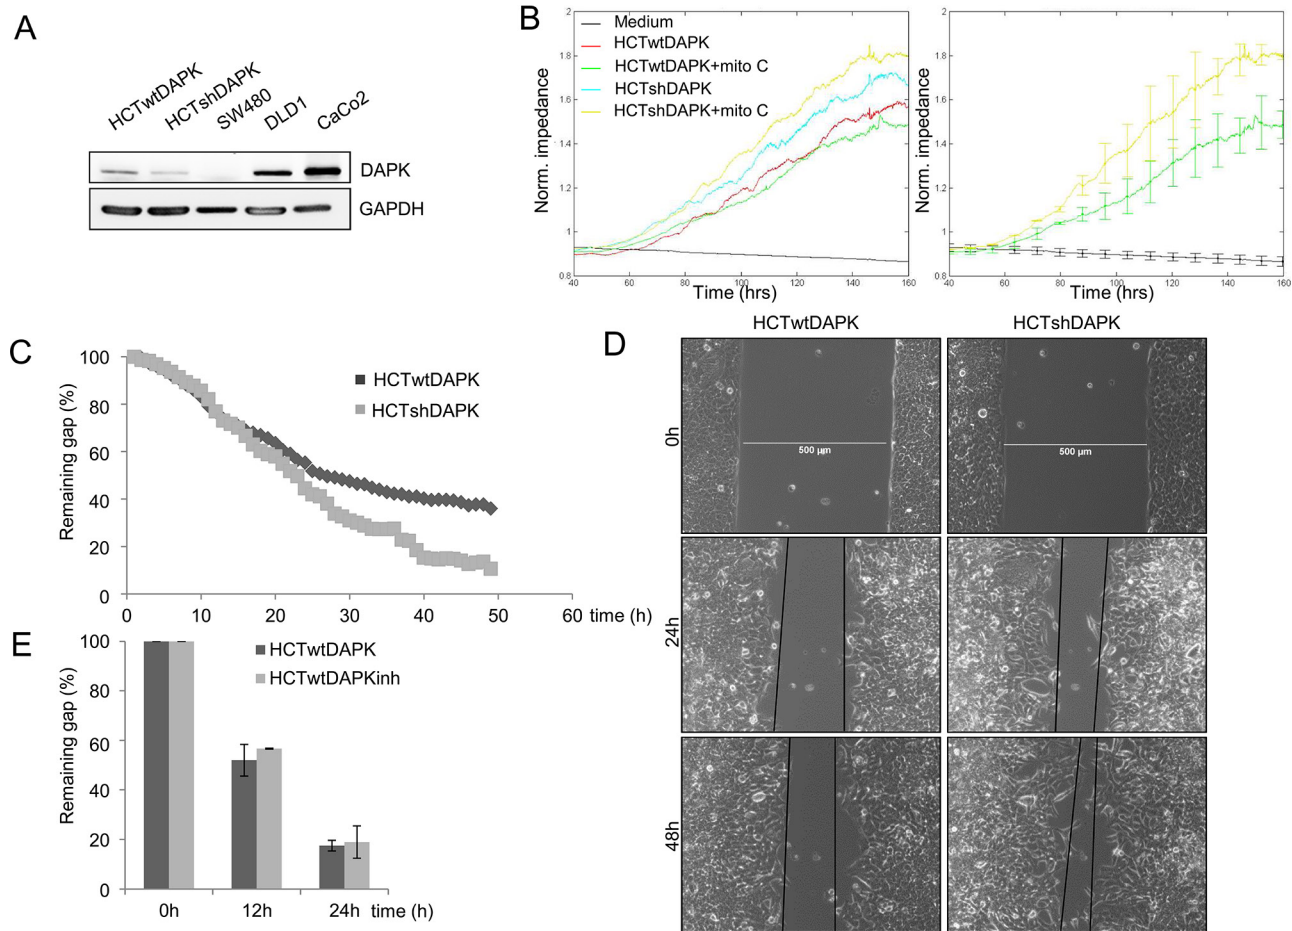 A
HCTwtDAPK
HCTshDAPK
SW480
DLD1
CaCo2
DAPK
GAPDH
B
Norm. impedance
2
1.8
1.6
1.4
1.2
1
0.8
Medium
HCTwtDAPK
HCTwtDAPK+mito C
HCTshDAPK
HCTshDAPK+mito C
40 60 80 100 120 140 160
Time (hrs)
Norm. impedance
2
1.8
1.6
1.4
1.2
1
0.8
40 60 80 100 120 140 160
Time (hrs)
C
Remaining gap (%)
100
80
60
40
20
0
HCTwtDAPK
HCTshDAPK
0 10 20 30 40 50 60 time (h)
D
HCTwtDAPK HCTshDAPK
0h
500 µm
500 µm
24h
48h
E
Remaining gap (%)
100
80
60
40
20
0
HCTwtDAPK
HCTwtDAPKinh
0h 12h 24h time (h)